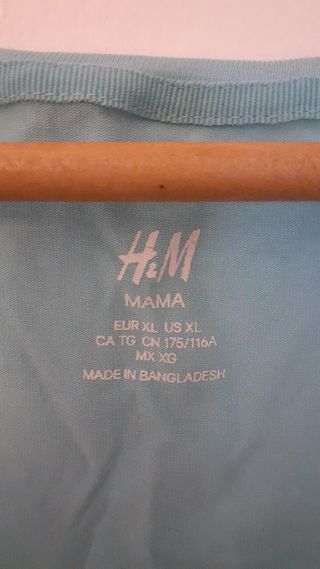 H&M
MAMA
EUR XL US XL
CA TG CN 175/116A
MX XG
MADE IN BANGLADESH